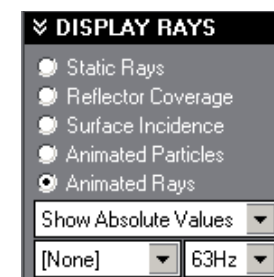 DISPLAY RAYS
Static Rays
Reflector Coverage
Surface Incidence
Animated Particles
Animated Rays
Show Absolute Values
[None] 63Hz